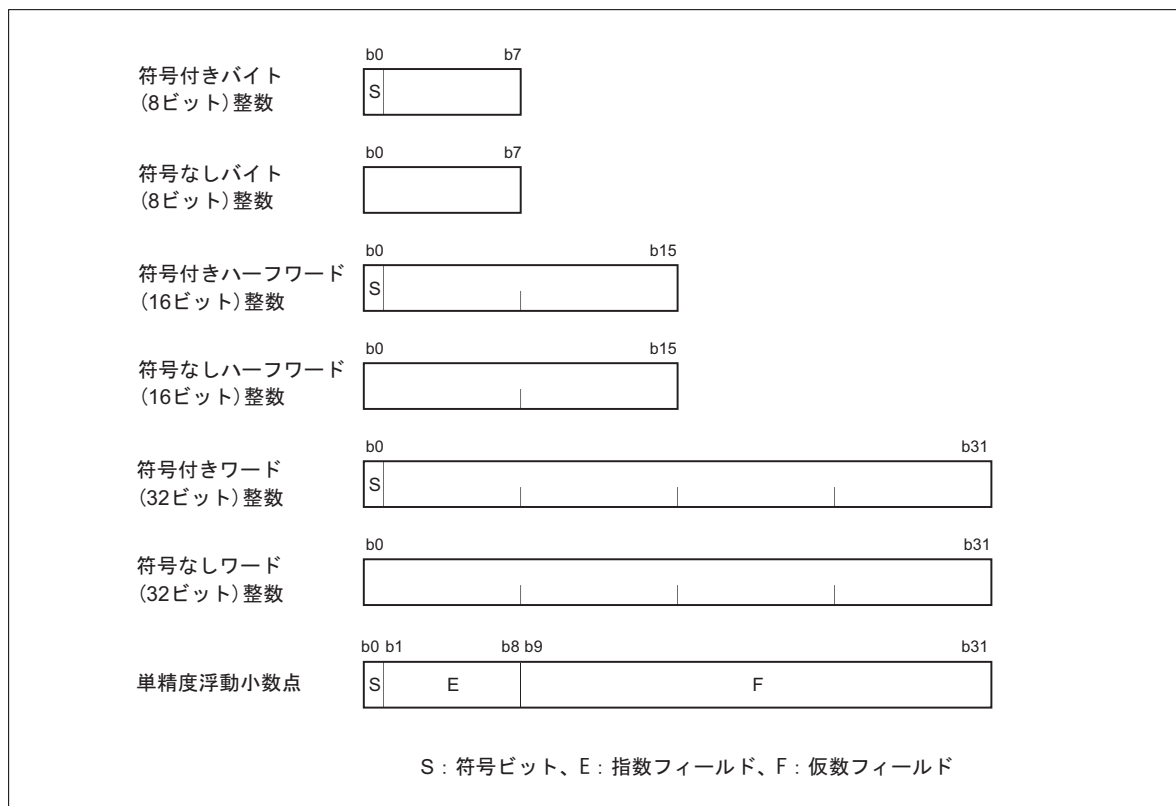 b0 b7
符号付きバイト
(8ビット)整数
S
b0 b7
符号なしバイト
(8ビット)整数
b0 b15
符号付きハーフワード
(16ビット)整数
S
b0 b15
符号なしハーフワード
(16ビット)整数
b0 b31
符号付きワード
(32ビット)整数
S
b0 b31
符号なしワード
(32ビット)整数
b0 b1 b8 b9 b31
単精度浮動小数点
S E F
S：符号ビット、E：指数フィールド、F：仮数フィールド